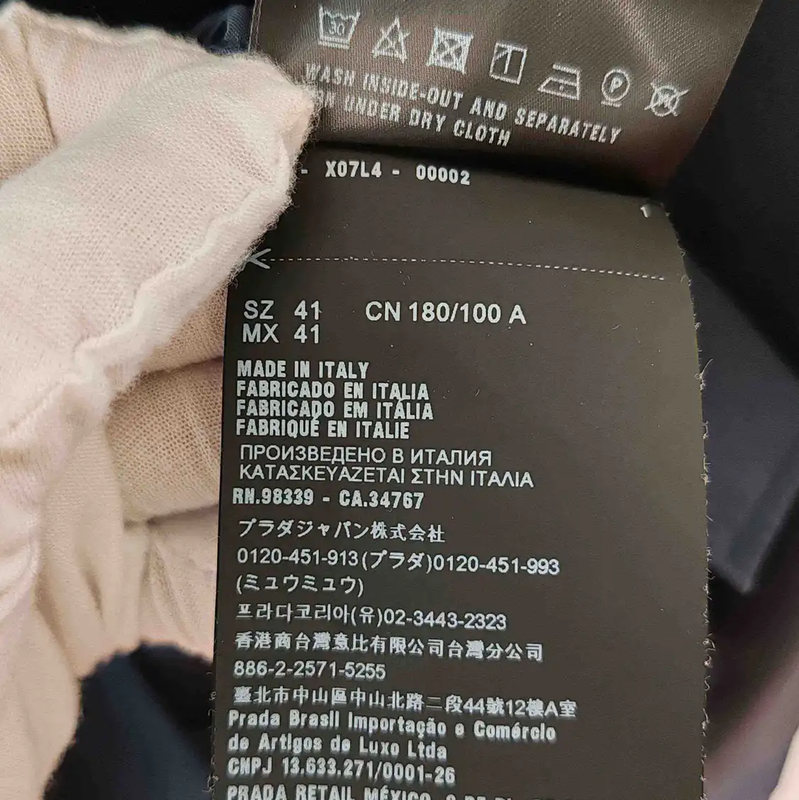 30
WASH INSIDE-OUT AND SEPARATELY
UNDER DRY CLOTH
P
- X07L4 - 00002
SZ 41 CN 180/100 A
MX 41
MADE IN ITALY
FABRICADO EN ITALIA
FABRICADO EM ITÁLIA
FABRIQUÉ EN ITALIE
ПРОИЗВЕДЕНО В ИТАЛИЯ
ΚΑΤΑΣΚΕΥΑΖΕΤΑΙ ΣΤΗΝ ΙΤΑΛΙΑ
RN.98339 - CA.34767
プラダジャパン株式会社
0120-451-913(プラダ)0120-451-993
(ミュウミュウ)
프라다코리아(유)02-3443-2323
香港商台灣意比有限公司台灣分公司
886-2-2571-5255
臺北市中山區中山北路二段44號12樓A室
Prada Brasil Importação e Comércio
de Artigos de Luxo Ltda
CNPJ 13.633.271/0001-26
PRADA RETAIL MÉXICO, S DE